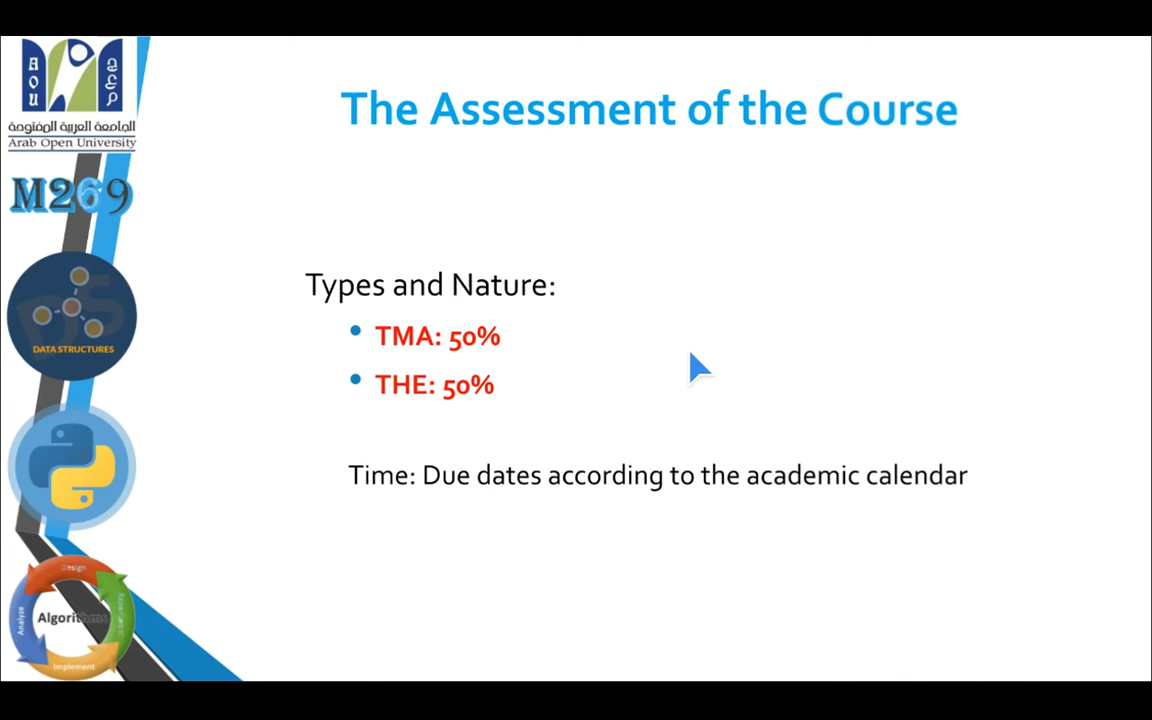 The Assessment of the Course
AOU
الجامعة العربية المفتوحة
Arab Open University
M269
Types and Nature:
• TMA: 50%
• THE: 50%
DATA STRUCTURES
Time: Due dates according to the academic calendar
Design
Analyze
Algorithms
Implement